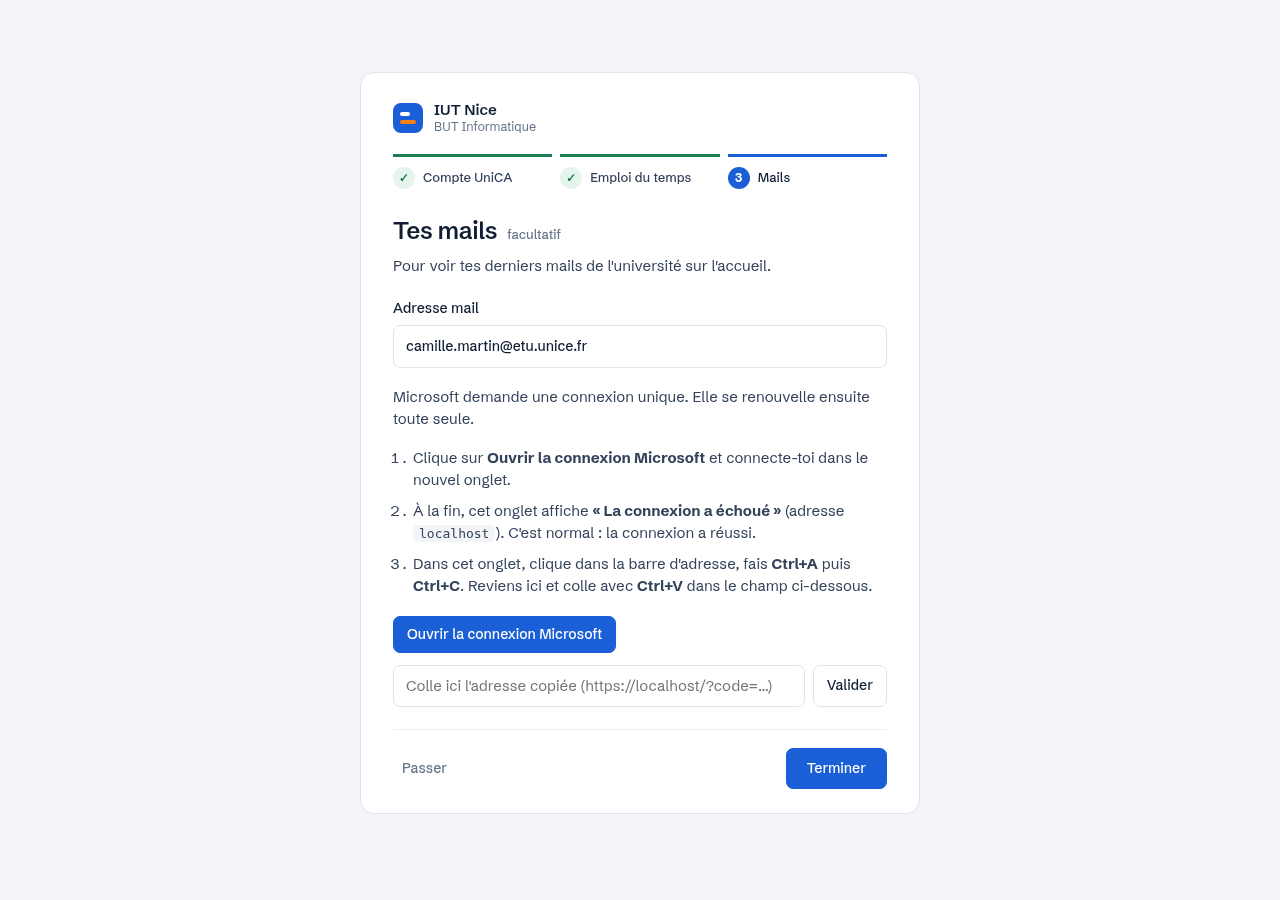 IUT Nice
BUT Informatique
✓ Compte UniCA
✓ Emploi du temps
3 Mails
Tes mails facultatif
Pour voir tes derniers mails de l'université sur l'accueil.
Adresse mail
camille.martin@etu.unice.fr
Microsoft demande une connexion unique. Elle se renouvelle ensuite
toute seule.
1. Clique sur Ouvrir la connexion Microsoft et connecte-toi dans le
nouvel onglet.
2. À la fin, cet onglet affiche « La connexion a échoué » (adresse
localhost). C'est normal : la connexion a réussi.
3. Dans cet onglet, clique dans la barre d'adresse, fais Ctrl+A puis
Ctrl+C. Reviens ici et colle avec Ctrl+V dans le champ ci-dessous.
Ouvrir la connexion Microsoft
Colle ici l'adresse copiée (https://localhost/?code=…)
Valider
Passer
Terminer